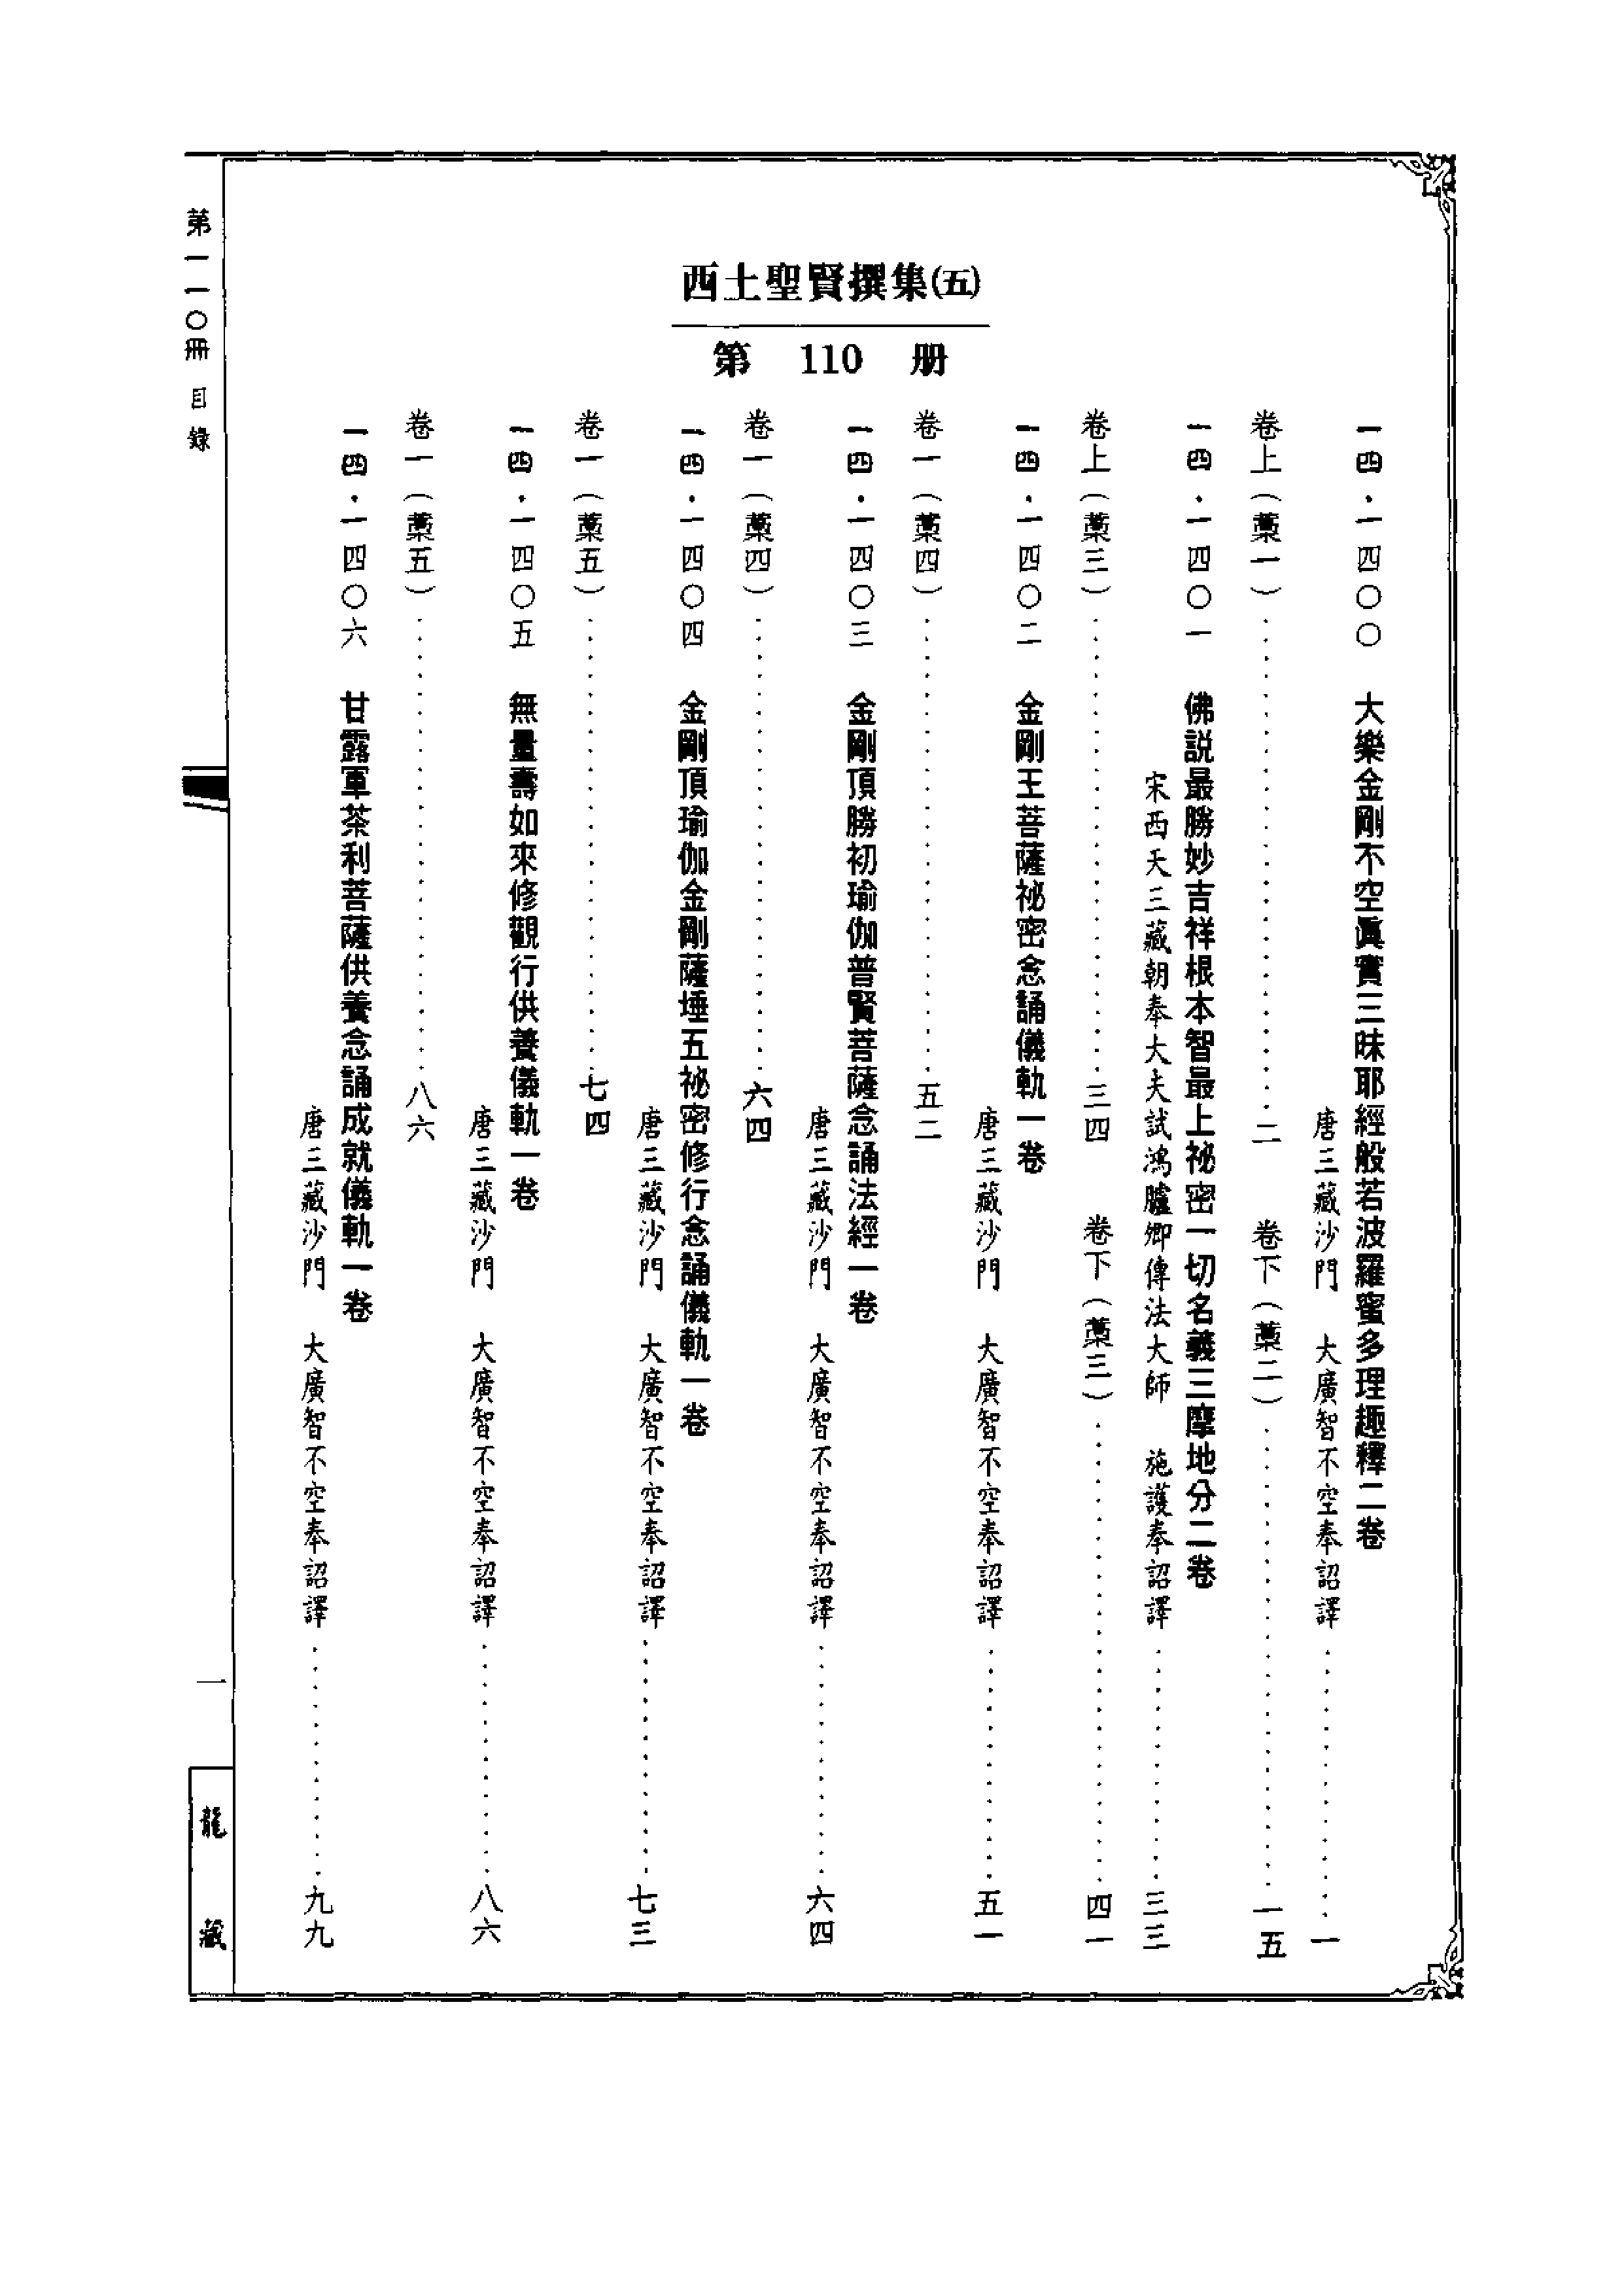 西土聖賢撰集(五)
第 110 册
一四．一四〇〇 大樂金剛不空眞實三昧耶經般若波羅蜜多理趣釋二卷
唐三藏沙門 大廣智不空奉詔譯……………一
卷上（藁一）……………二 卷下（藁二）……………一五
一四．一四〇一 佛説最勝妙吉祥根本智最上祕密一切名義三摩地分二卷
宋西天三藏朝奉大夫試鴻臚卿傳法大師 施護奉詔譯……………三三
卷上（藁三）……………三四 卷下（藁三）……………四一
一四．一四〇二 金剛王菩薩祕密念誦儀軌一卷
唐三藏沙門 大廣智不空奉詔譯……………五一
卷一（藁四）……………五二
一四．一四〇三 金剛頂勝初瑜伽普賢菩薩念誦法經一卷
唐三藏沙門 大廣智不空奉詔譯……………六四
卷一（藁四）……………六四
一四．一四〇四 金剛頂瑜伽金剛薩埵五祕密修行念誦儀軌一卷
唐三藏沙門 大廣智不空奉詔譯……………七三
卷一（藁五）……………七四
一四．一四〇五 無量壽如來修觀行供養儀軌一卷
唐三藏沙門 大廣智不空奉詔譯……………八六
卷一（藁五）……………八六
一四．一四〇六 甘露軍茶利菩薩供養念誦成就儀軌一卷
唐三藏沙門 大廣智不空奉詔譯……………九九
第一一〇冊 目錄
一
龍藏